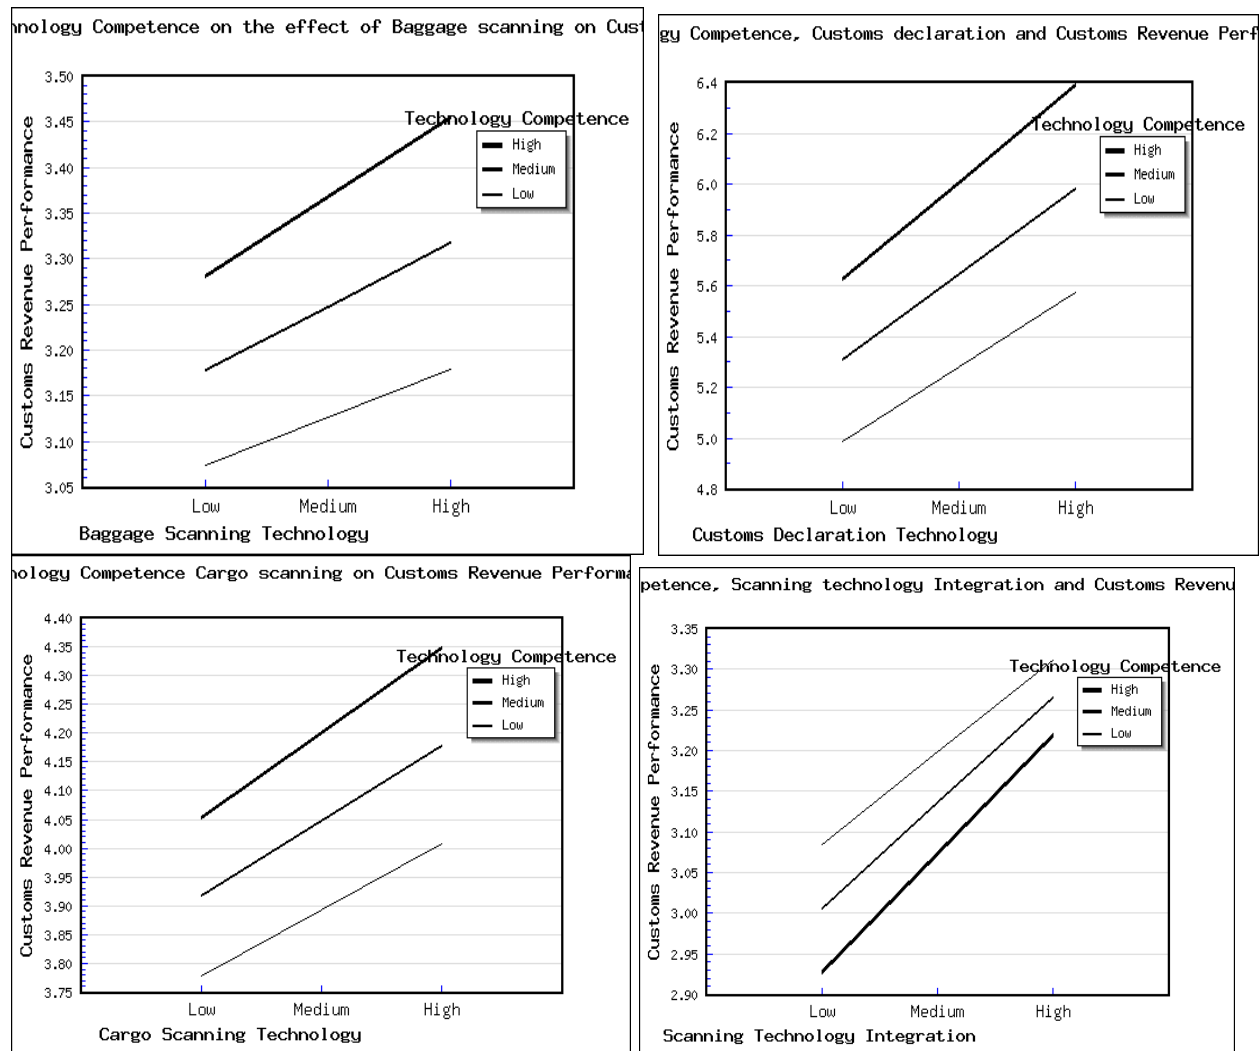 hnology Competence on the effect of Baggage scanning on Cust
3.50
3.45
3.40
3.35
3.30
3.25
3.20
3.15
3.10
3.05
Customs Revenue Performance
Technology Competence
High
Medium
Low
Low Medium High
Baggage Scanning Technology
gy Competence, Customs declaration and Customs Revenue Perf
6.4
6.2
6.0
5.8
5.6
5.4
5.2
5.0
4.8
Customs Revenue Performance
Technology Competence
High
Medium
Low
Low Medium High
Customs Declaration Technology
nology Competence Cargo scanning on Customs Revenue Performa
4.40
4.35
4.30
4.25
4.20
4.15
4.10
4.05
4.00
3.95
3.90
3.85
3.80
3.75
Customs Revenue Performance
Technology Competence
High
Medium
Low
Low Medium High
Cargo Scanning Technology
petence, Scanning technology Integration and Customs Revenu
3.35
3.30
3.25
3.20
3.15
3.10
3.05
3.00
2.95
2.90
Customs Revenue Performance
Technology Competence
High
Medium
Low
Low Medium High
Scanning Technology Integration